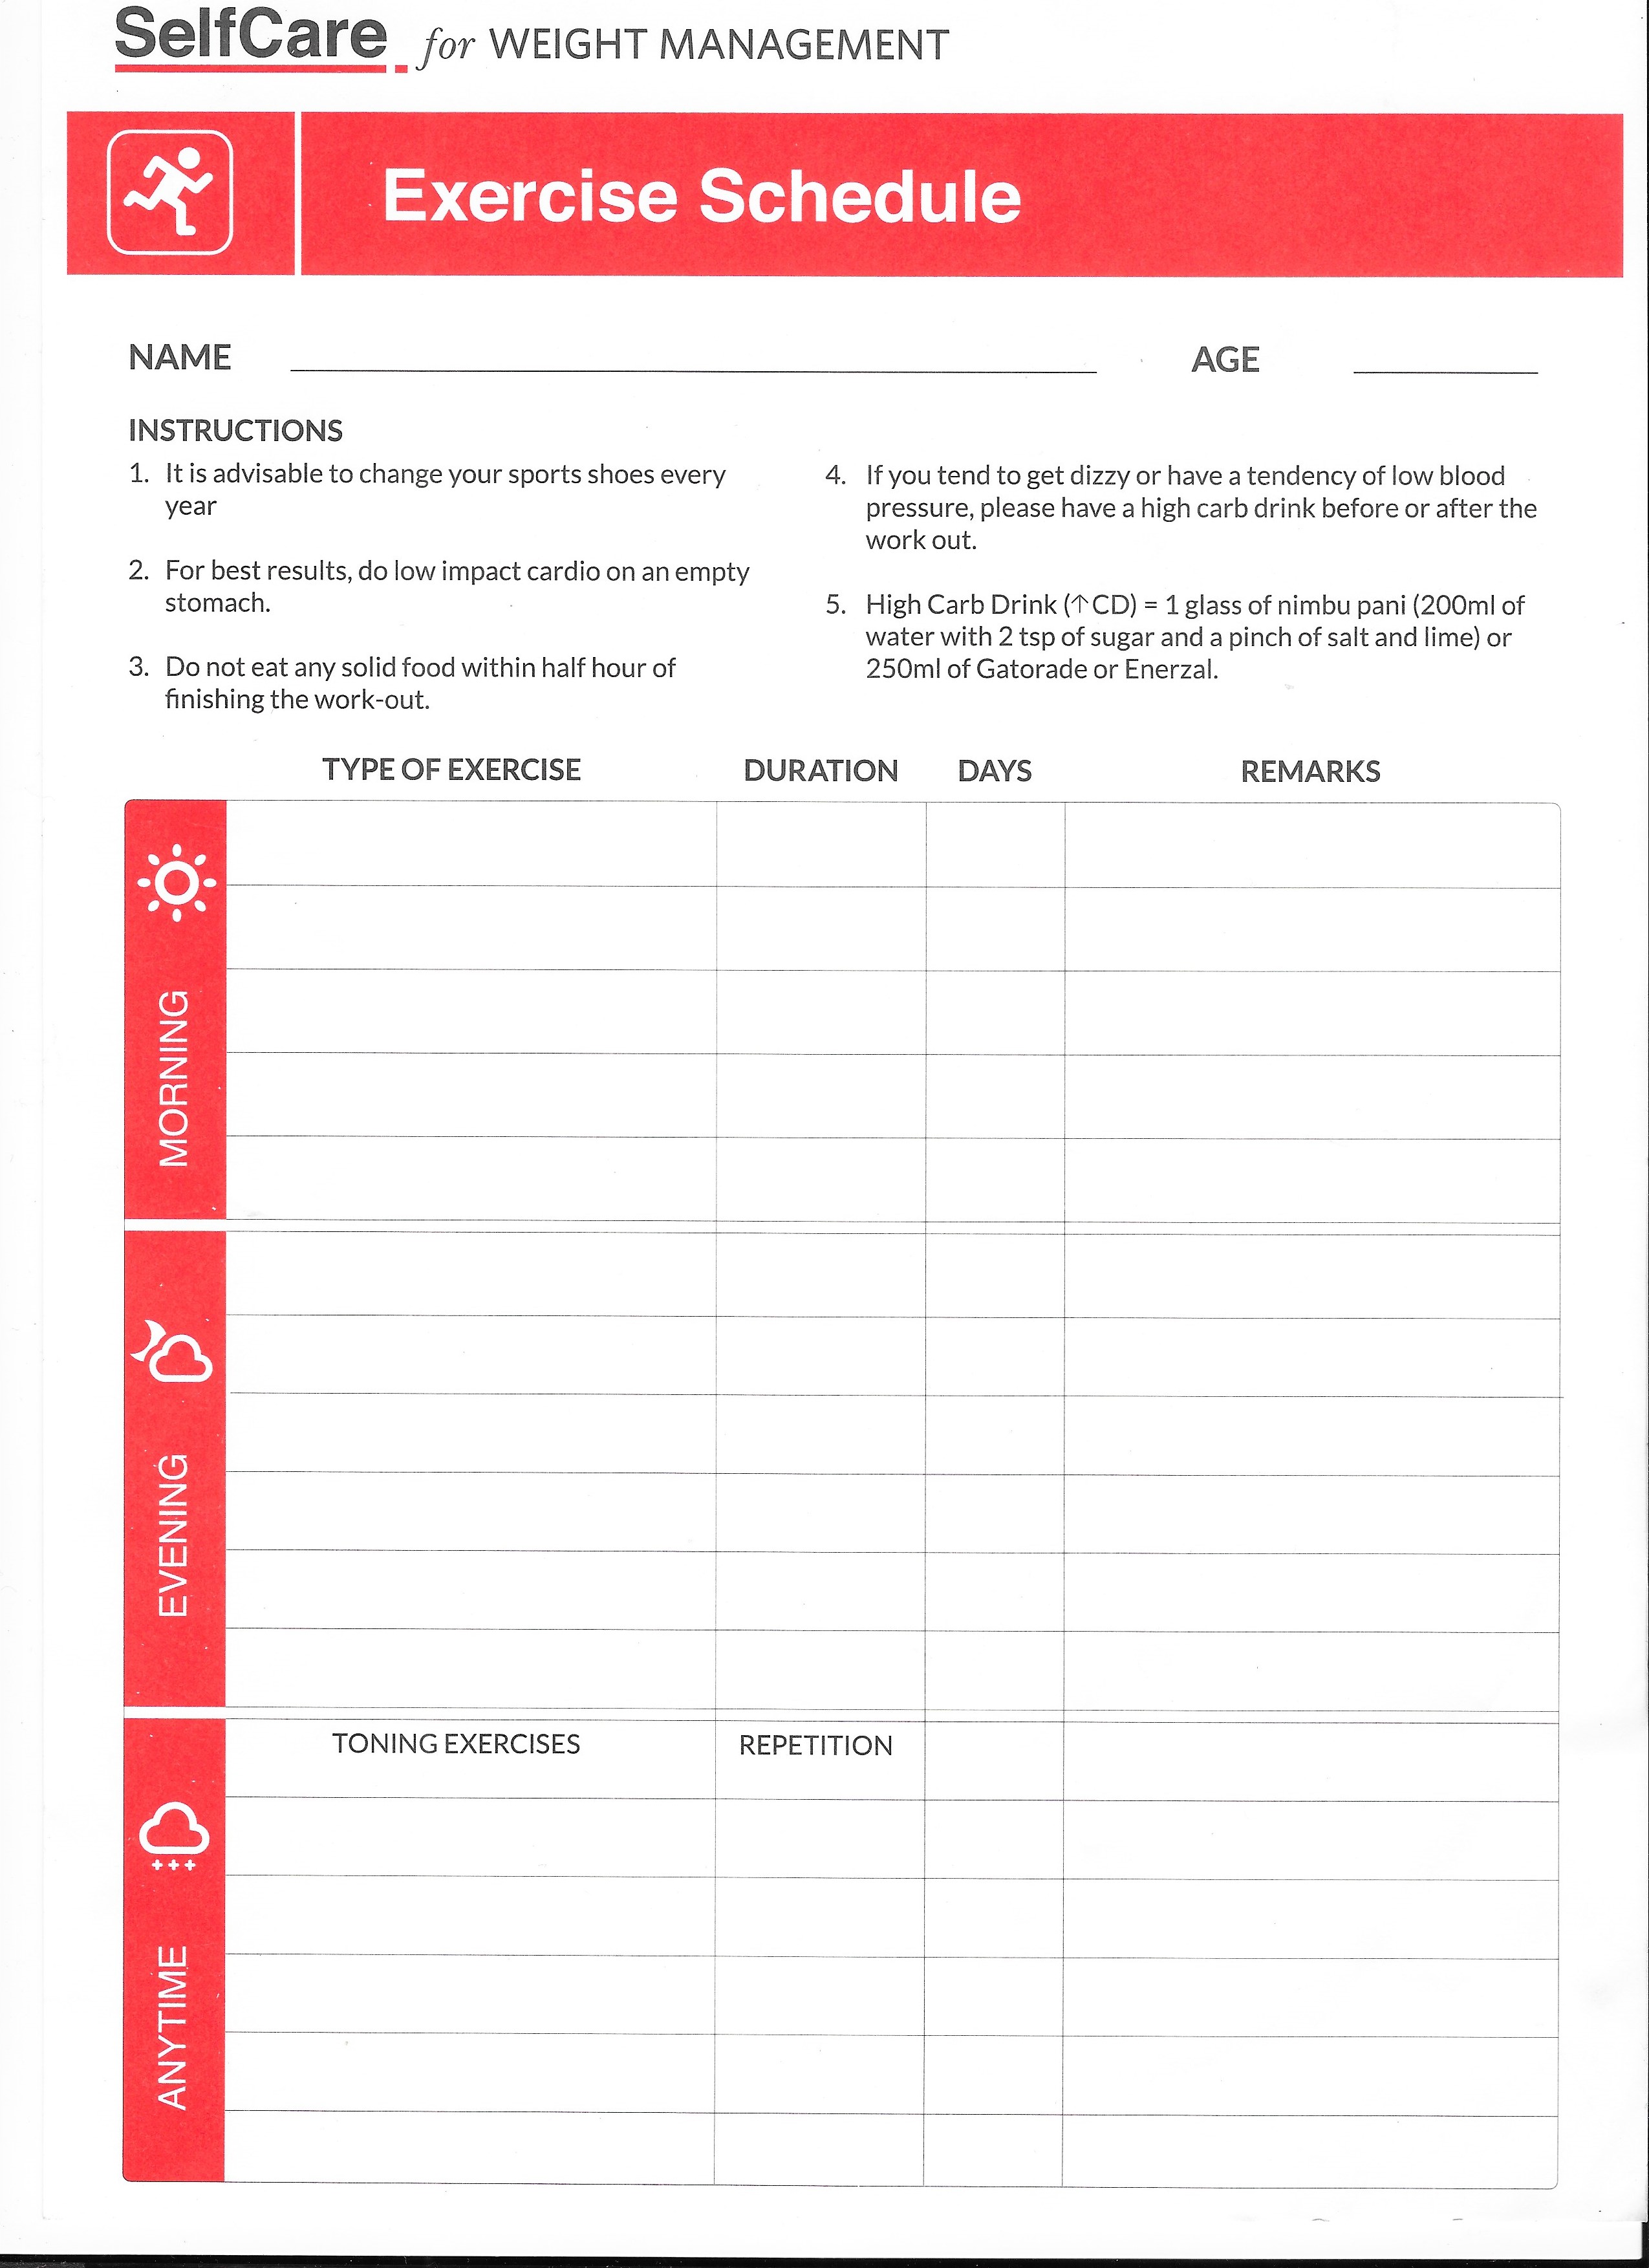 SelfCare for WEIGHT MANAGEMENT
Exercise Schedule
NAME
AGE
INSTRUCTIONS
1. It is advisable to change your sports shoes every
year
2. For best results, do low impact cardio on an empty
stomach.
3. Do not eat any solid food within half hour of
finishing the work-out.
4. If you tend to get dizzy or have a tendency of low blood
pressure, please have a high carb drink before or after the
work out.
5. High Carb Drink (↑CD) = 1 glass of nimbu pani (200ml of
water with 2 tsp of sugar and a pinch of salt and lime) or
250ml of Gatorade or Enerzal.
TYPE OF EXERCISE DURATION DAYS REMARKS
MORNING
EVENING
TONING EXERCISES REPETITION
ANYTIME